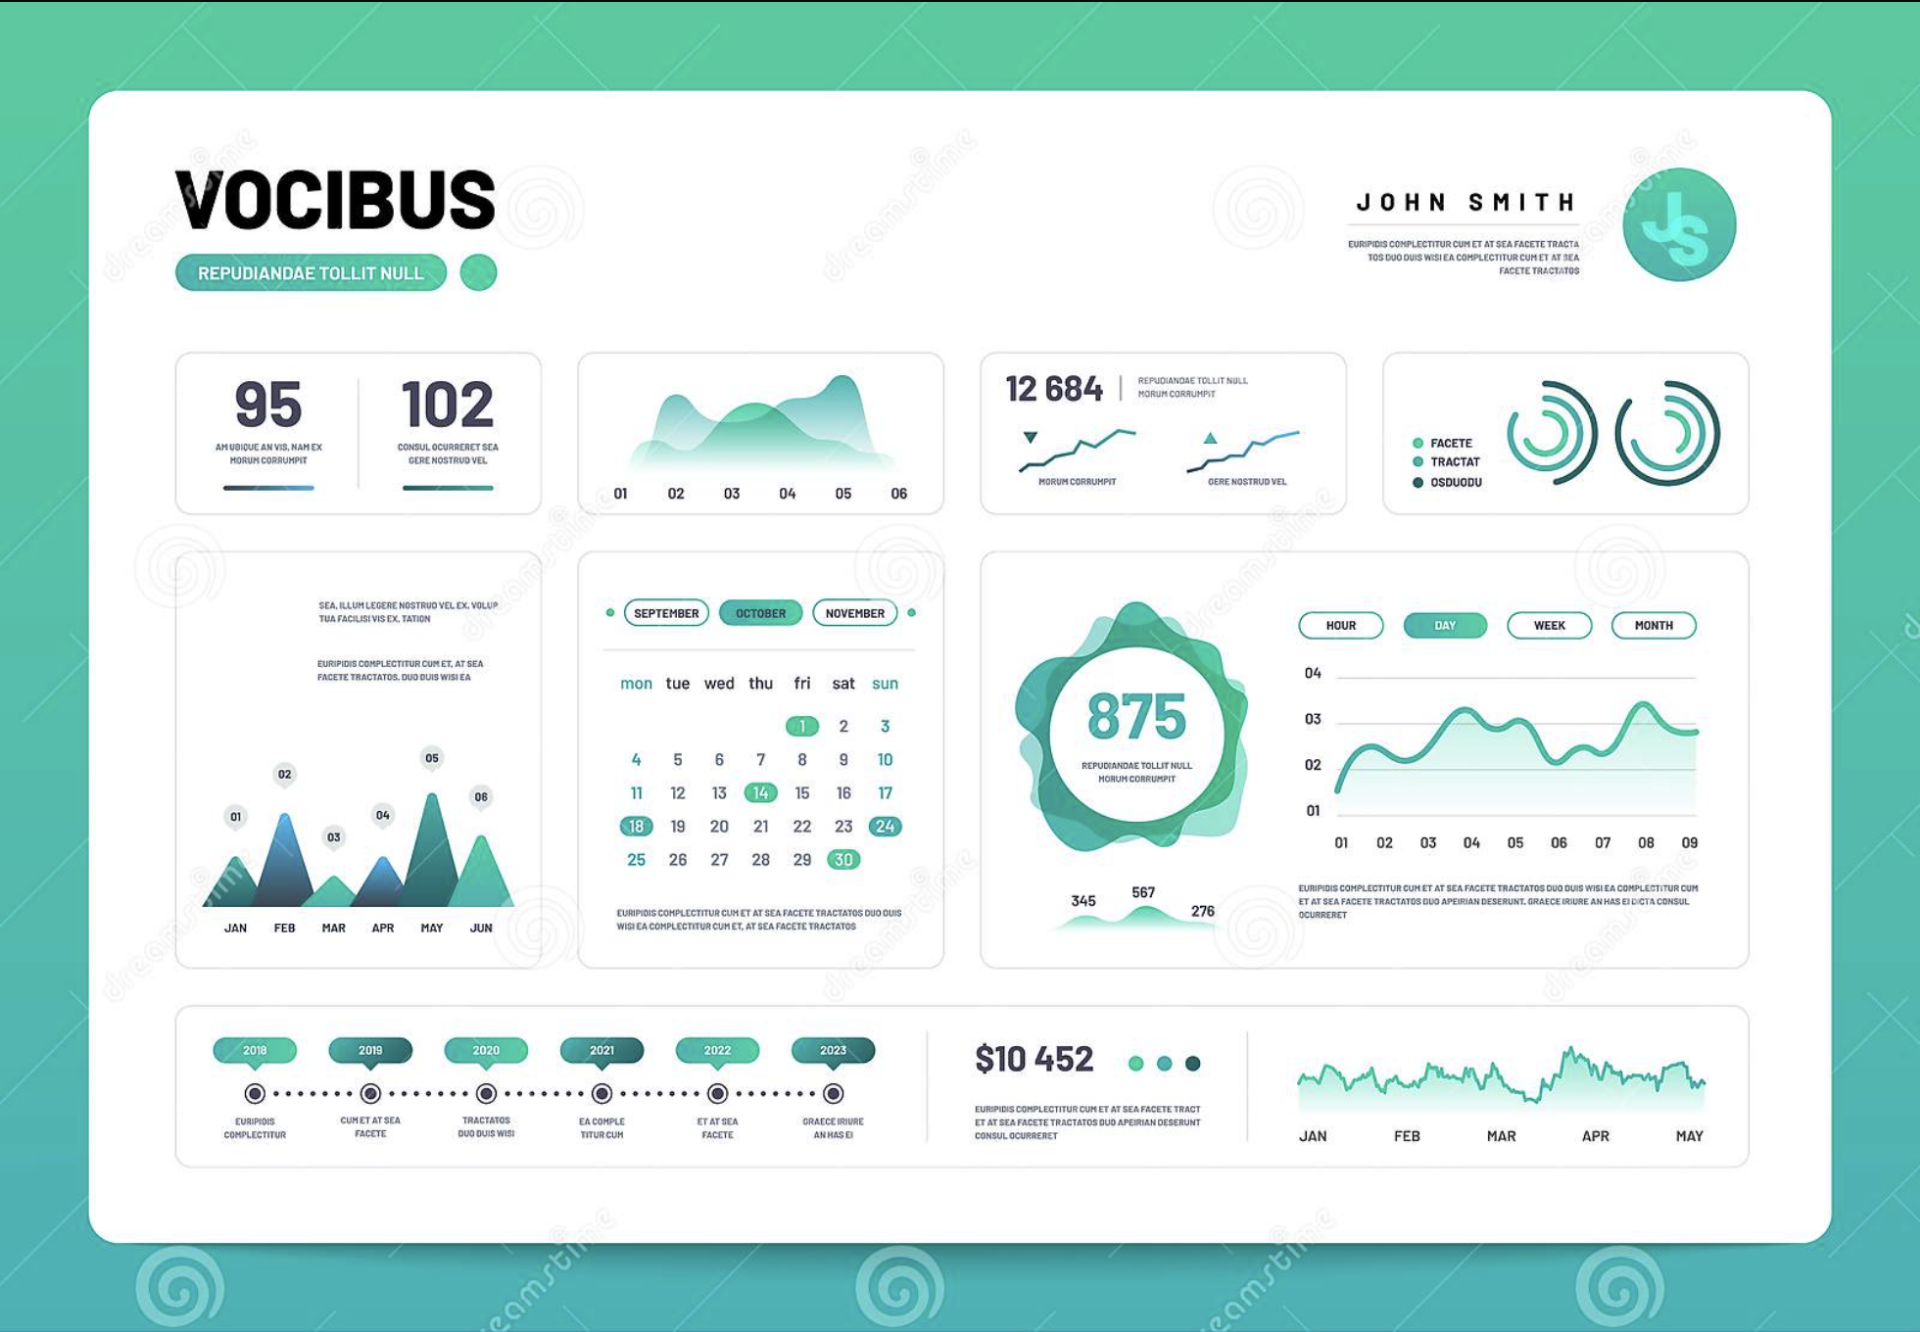 VOCIBUS
REPUDIANDAE TOLLIT NULL
JOHN SMITH
EURIPIDIS COMPLECTITUR CUM ET AT SEA FACETE TRACTA
TOS DUO DUIS WISI EA COMPLECTITUR CUM ET AT SEA
FACETE TRACTATOS
JS
95
AM UBIQUE AN VIS, NAM EX
MORUM CORRUMPIT
102
CONSUL OCURRERET SEA
GERE NOSTRUD VEL
01 02 03 04 05 06
12 684
REPUDIANDAE TOLLIT NULL
MORUM CORRUMPIT
MORUM CORRUMPIT
GERE NOSTRUD VEL
FACETE
TRACTAT
OSDUODU
SEA, ILLUM LEGERE NOSTRUD VEL EX. VOLUP
TUA FACILISI VIS EX. TATION
EURIPIDIS COMPLECTITUR CUM ET, AT SEA
FACETE TRACTATOS. DUO DUIS WISI EA
01
02
03
04
05
06
JAN FEB MAR APR MAY JUN
SEPTEMBER OCTOBER NOVEMBER
mon tue wed thu fri sat sun
1 2 3
4 5 6 7 8 9 10
11 12 13 14 15 16 17
18 19 20 21 22 23 24
25 26 27 28 29 30
EURIPIDIS COMPLECTITUR CUM ET AT SEA FACETE TRACTATOS DUO DUIS
WISI EA COMPLECTITUR CUM ET, AT SEA FACETE TRACTATOS
875
REPUDIANDAE TOLLIT NULL
MORUM CORRUMPIT
345
567
276
HOUR DAY WEEK MONTH
04
03
02
01
01 02 03 04 05 06 07 08 09
EURIPIDIS COMPLECTITUR CUM ET AT SEA FACETE TRACTATOS DUO DUIS WISI EA COMPLECTITUR CUM
ET AT SEA FACETE TRACTATOS DUO APEIRIAN DESERUNT. GRAECE IRIURE AN HAS EI DICTA CONSUL
OCURRERET
2018 2019 2020 2021 2022 2023
EURIPIDIS
COMPLECTITUR
CUM ET AT SEA
FACETE
TRACTATOS
DUO DUIS WISI
EA COMPLE
TITUR CUM
ET AT SEA
FACETE
GRAECE IRIURE
AN HAS EI
$10 452
EURIPIDIS COMPLECTITUR CUM ET AT SEA FACETE TRACT
ET AT SEA FACETE TRACTATOS DUO APEIRIAN DESERUNT
CONSUL OCURRERET
JAN FEB MAR APR MAY
dreamstime
dreamstime
dreamstime
dreamstime
dreamstime
dreamstime
dreamstime
dreamstime
dreamstime